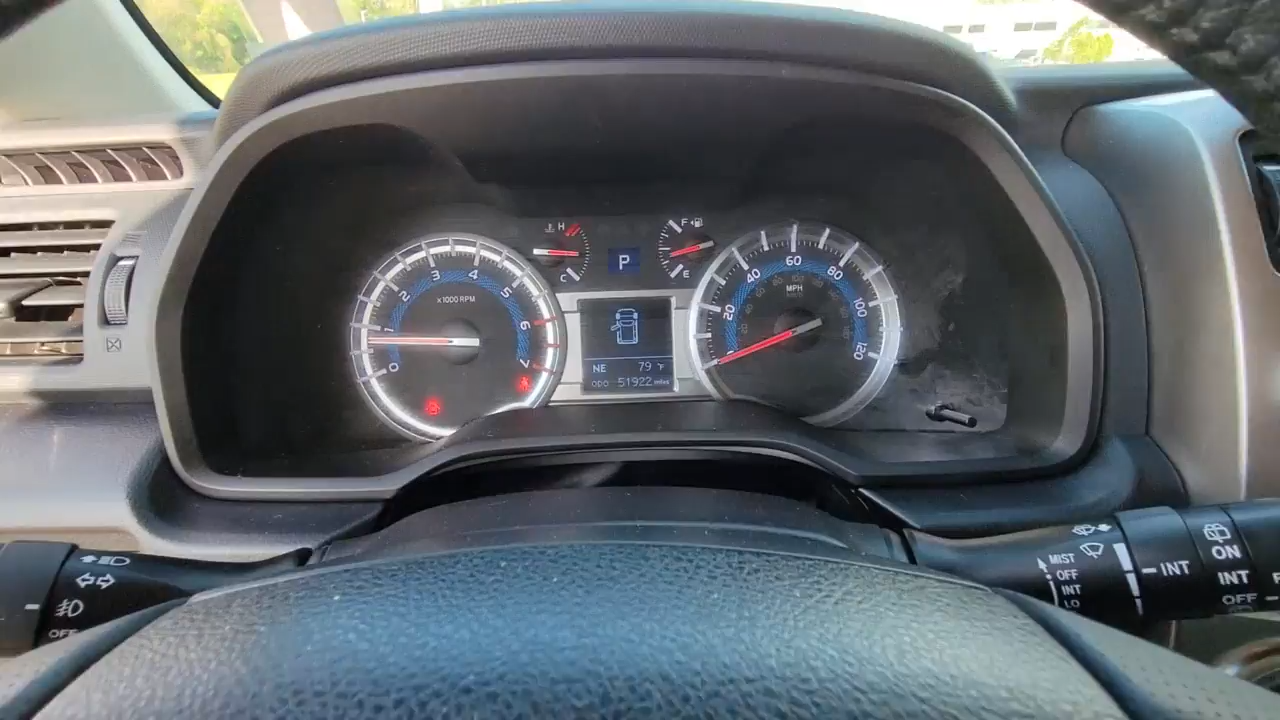 H
C
P
F
E
0
1
2
3
4
5
6
7
x1000 RPM
20
40
60
80
100
120
MPH
km/h
NE 79 °F
ODO 51922 miles
OFF
MIST
OFF
INT
LO
INT
ON
INT
OFF